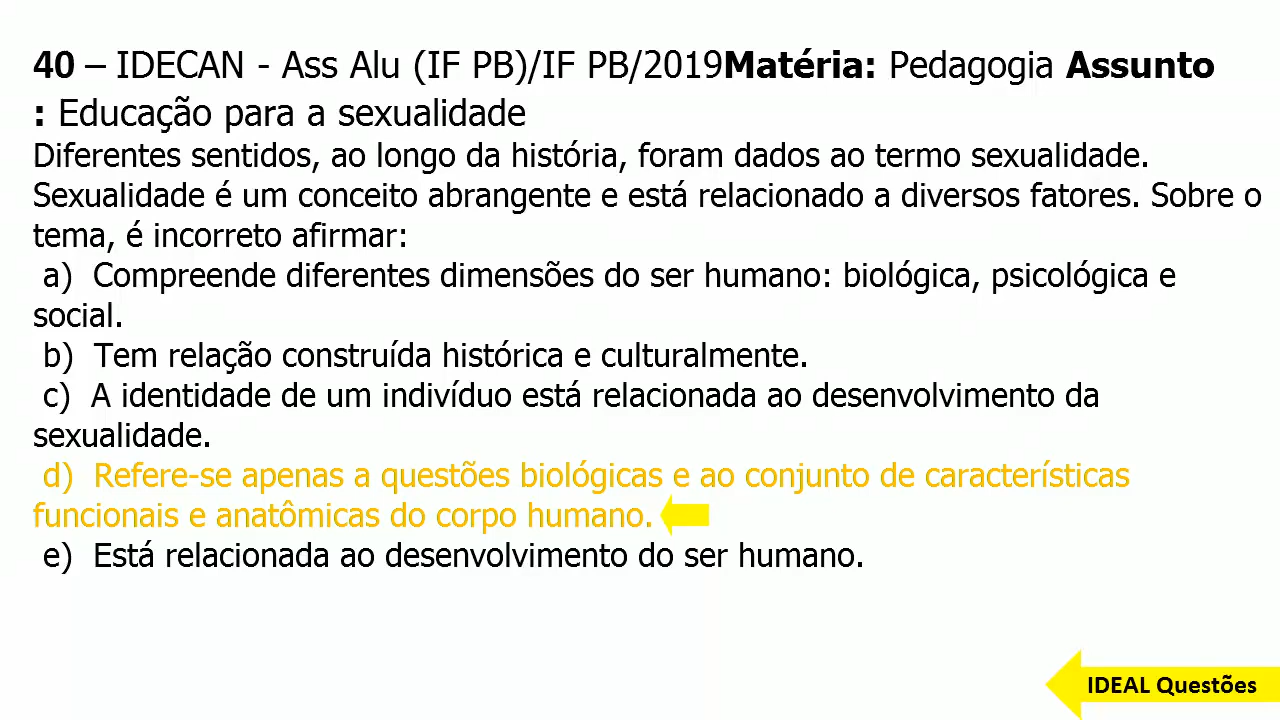 40 – IDECAN - Ass Alu (IF PB)/IF PB/2019Matéria: Pedagogia Assunto
: Educação para a sexualidade
Diferentes sentidos, ao longo da história, foram dados ao termo sexualidade.
Sexualidade é um conceito abrangente e está relacionado a diversos fatores. Sobre o
tema, é incorreto afirmar:
a) Compreende diferentes dimensões do ser humano: biológica, psicológica e
social.
b) Tem relação construída histórica e culturalmente.
c) A identidade de um indivíduo está relacionada ao desenvolvimento da
sexualidade.
d) Refere-se apenas a questões biológicas e ao conjunto de características
funcionais e anatômicas do corpo humano.
e) Está relacionada ao desenvolvimento do ser humano.
IDEAL Questões